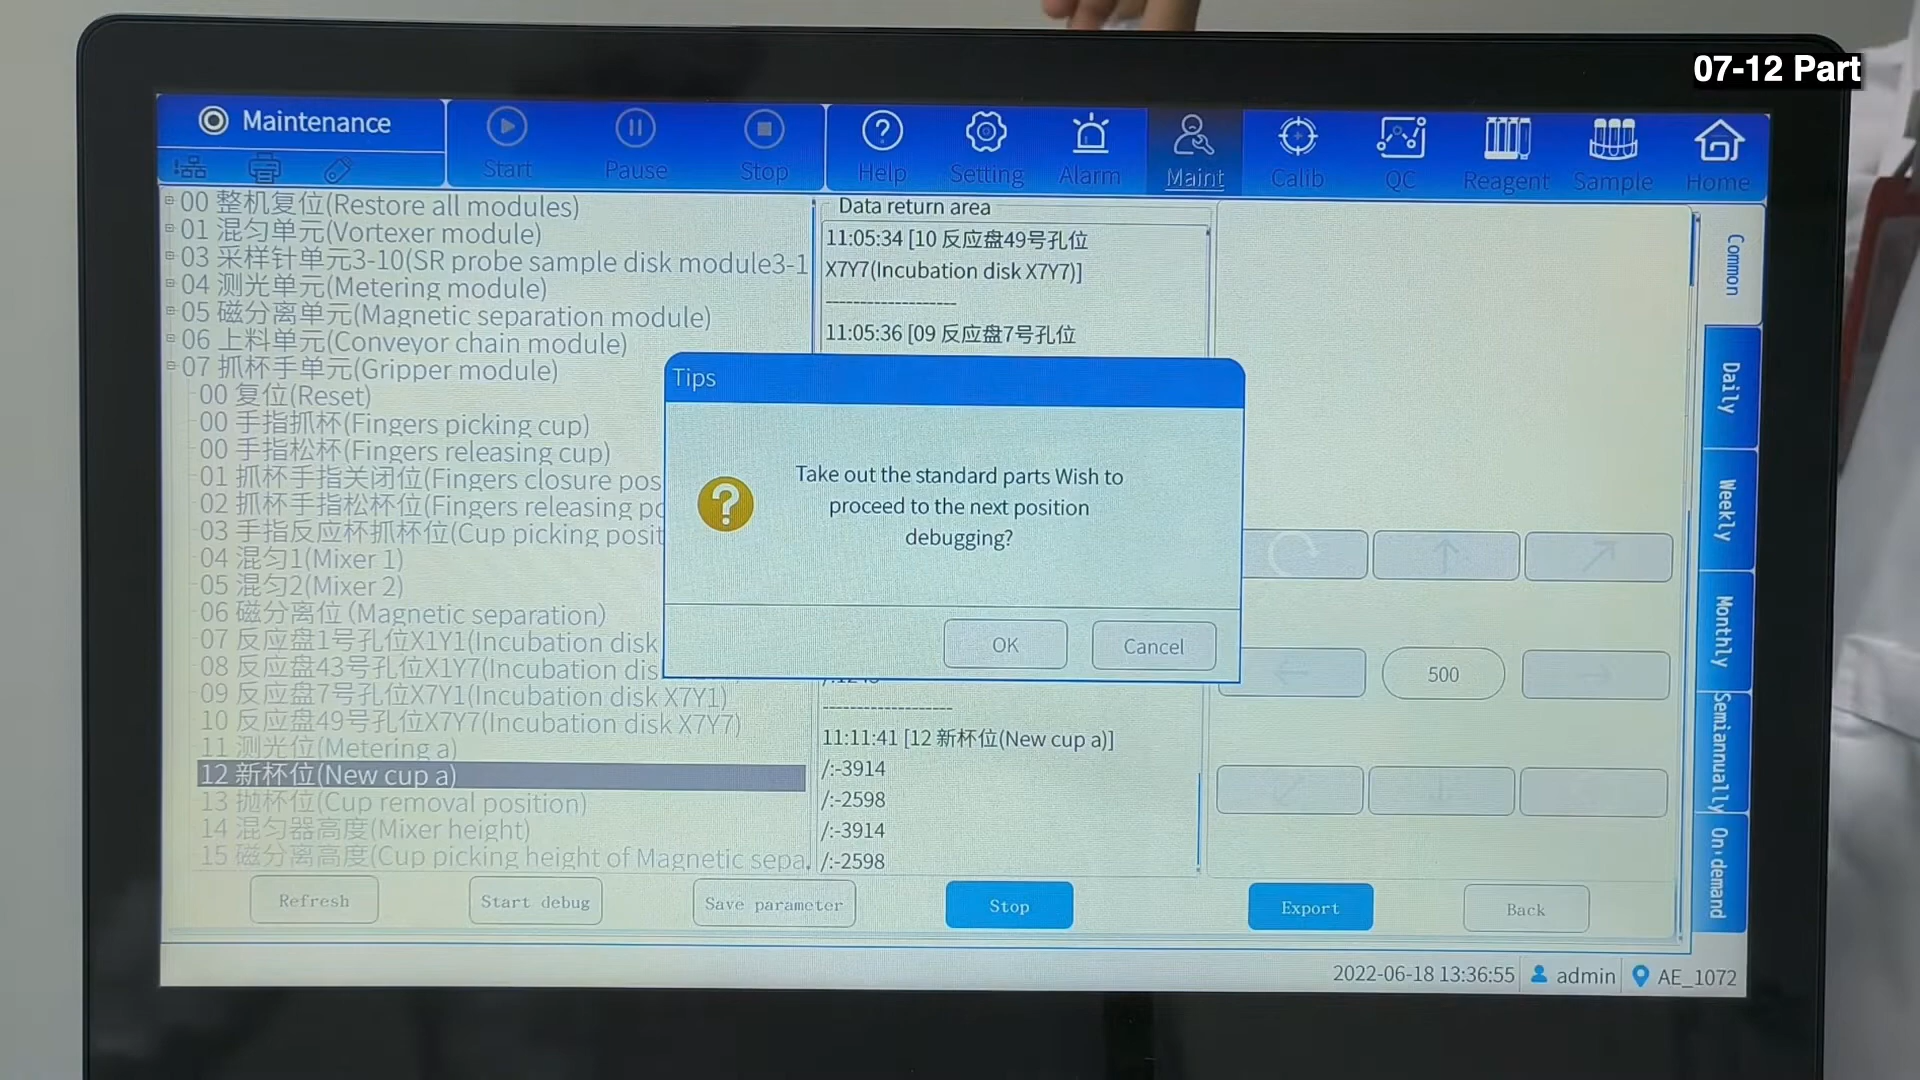 07-12 Part
Maintenance
Start
Pause
Stop
Help
Setting
Alarm
Maint
Calib
QC
Reagent
Sample
Home
00 整机复位(Restore all modules)
01 混匀单元(Vortexer module)
03 采样针单元3-10(SR probe sample disk module3-1
04 测光单元(Metering module)
05 磁分离单元(Magnetic separation module)
06 上料单元(Conveyor chain module)
07 抓杯手单元(Gripper module)
00 复位(Reset)
00 手指抓杯(Fingers picking cup)
00 手指松杯(Fingers releasing cup)
01 抓杯手指关闭位(Fingers closure pos
02 抓杯手指松杯位(Fingers releasing po
03 手指反应杯抓杯位(Cup picking posit
04 混匀1(Mixer 1)
05 混匀2(Mixer 2)
06 磁分离位(Magnetic separation)
07 反应盘1号孔位X1Y1(Incubation disk
08 反应盘43号孔位X1Y7(Incubation dis
09 反应盘7号孔位X7Y1(Incubation disk X7Y1)
10 反应盘49号孔位X7Y7(Incubation disk X7Y7)
11 测光位(Metering a)
12 新杯位(New cup a)
13 抛杯位(Cup removal position)
14 混匀器高度(Mixer height)
15 磁分离高度(Cup picking height of Magnetic sepa.
Data return area
11:05:34 [10 反应盘49号孔位
X7Y7(Incubation disk X7Y7)]
--------------------
11:05:36 [09 反应盘7号孔位
Tips
Take out the standard parts Wish to
proceed to the next position
debugging?
OK
Cancel
--------------------
11:11:41 [12 新杯位(New cup a)]
/:-3914
/:-2598
/:-3914
/:-2598
500
Common
Daily
Weekly
Monthly
Semiannually
On-demand
Refresh
Start debug
Save parameter
Stop
Export
Back
2022-06-18 13:36:55
admin
AE_1072